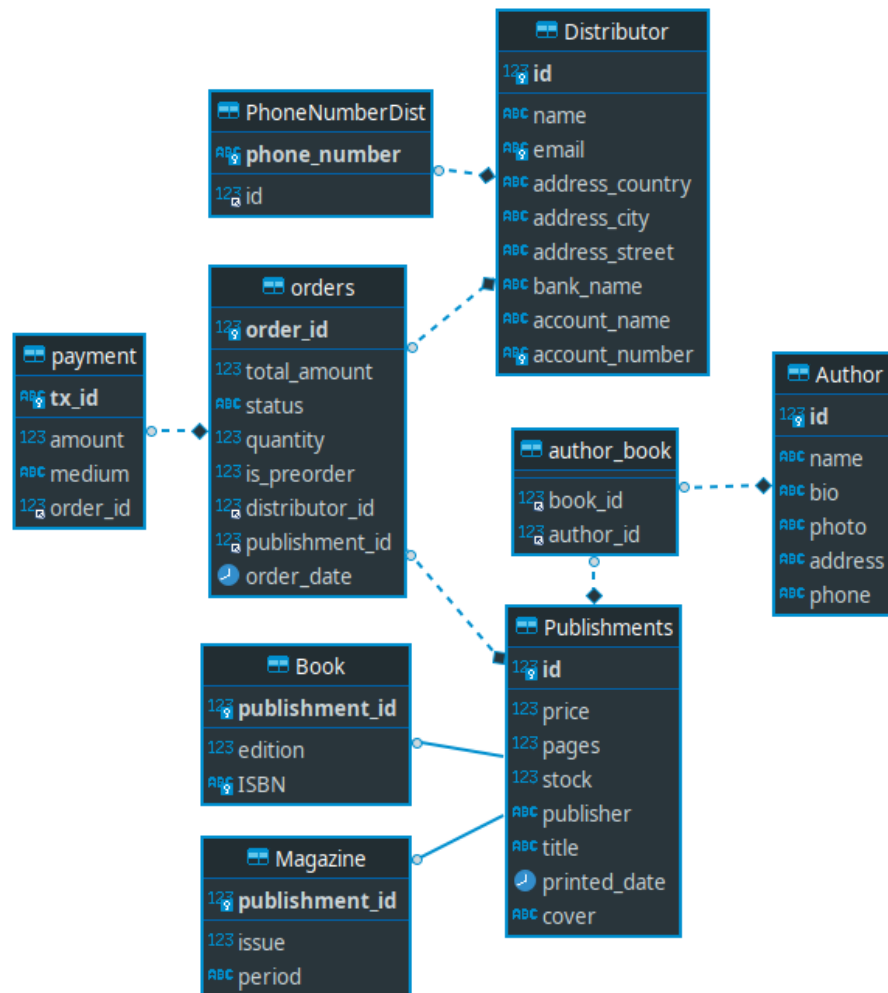 Distributor
id
name
email
address_country
address_city
address_street
bank_name
account_name
account_number
PhoneNumberDist
phone_number
id
orders
order_id
total_amount
status
quantity
is_preorder
distributor_id
publishment_id
order_date
payment
tx_id
amount
medium
order_id
Author
id
name
bio
photo
address
phone
author_book
book_id
author_id
Publishments
id
price
pages
stock
publisher
title
printed_date
cover
Book
publishment_id
edition
ISBN
Magazine
publishment_id
issue
period